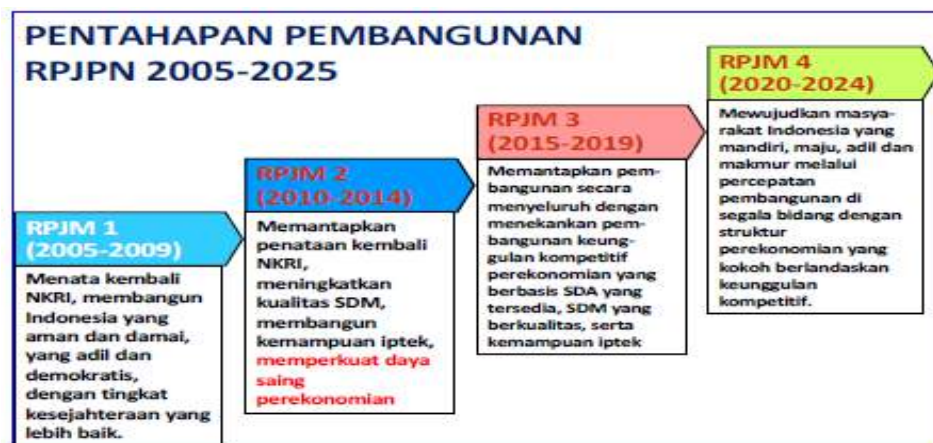 PENTAHAPAN PEMBANGUNAN
RPJPN 2005-2025
RPJM 1
(2005-2009)
Menata kembali
NKRI, membangun
Indonesia yang
aman dan damai,
yang adil dan
demokratis,
dengan tingkat
kesejahteraan yang
lebih baik.
RPJM 2
(2010-2014)
Memantapkan
penataan kembali
NKRI,
meningkatkan
kualitas SDM,
membangun
kemampuan iptek,
memperkuat daya
saing
perekonomian
RPJM 3
(2015-2019)
Memantapkan pem-
bangunan secara
menyeluruh dengan
menekankan pem-
bangunan keung-
gulan kompetitif
perekonomian yang
berbasis SDA yang
tersedia, SDM yang
berkualitas, serta
kemampuan iptek
RPJM 4
(2020-2024)
Mewujudkan masya-
rakat Indonesia yang
mandiri, maju, adil dan
makmur melalui
percepatan
pembangunan di
segala bidang dengan
struktur
perekonomian yang
kokoh berlandaskan
keunggulan
kompetitif.